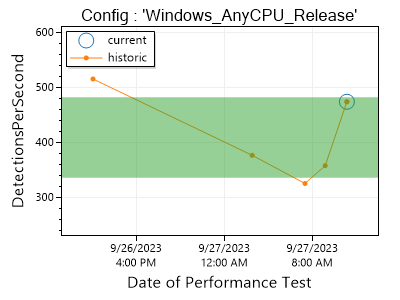 Config : 'Windows_AnyCPU_Release'
current
historic
600
500
400
300
DetectionsPerSecond
9/26/2023 9/27/2023 9/27/2023
4:00 PM 12:00 AM 8:00 AM
Date of Performance Test